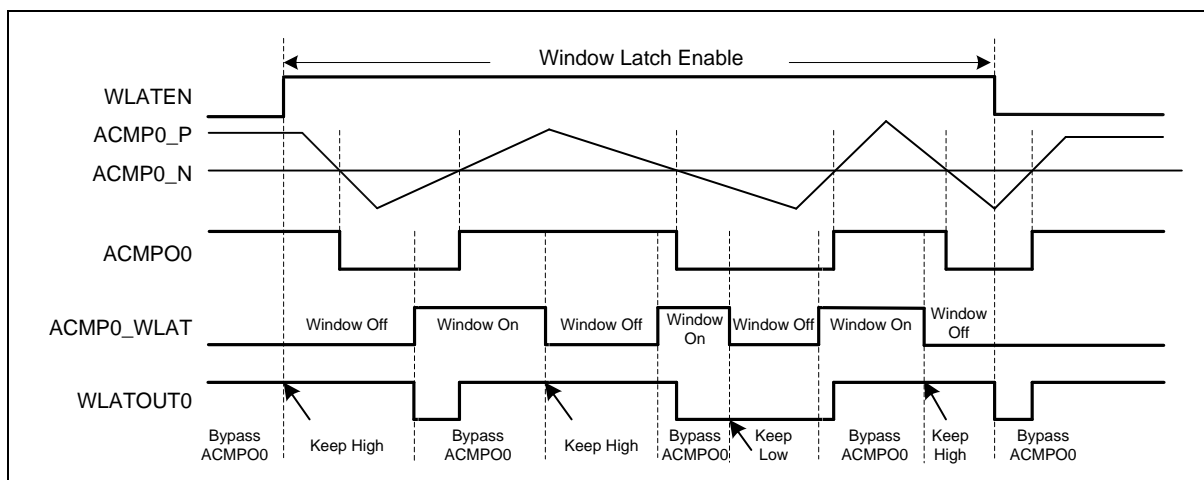 Window Latch Enable
WLATEN
ACMP0_P
ACMP0_N
ACMPO0
ACMP0_WLAT
Window Off
Window On
Window Off
Window
On
Window Off
Window On
Window
Off
WLATOUT0
Bypass
ACMPO0
Keep High
Bypass
ACMPO0
Keep High
Bypass
ACMPO0
Keep
Low
Bypass
ACMPO0
Keep
High
Bypass
ACMPO0